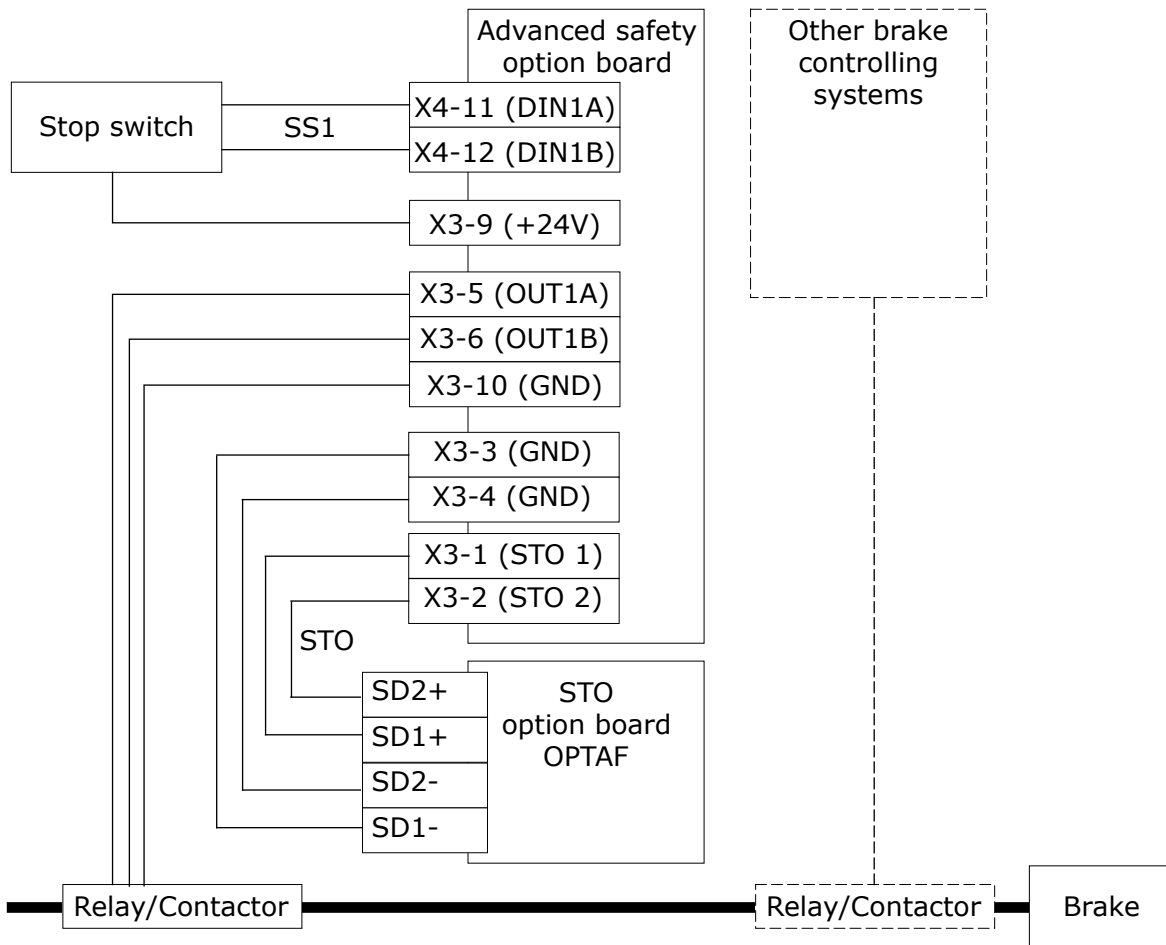 Advanced safety
option board
Other brake
controlling
systems
Stop switch
SS1
X4-11 (DIN1A)
X4-12 (DIN1B)
X3-9 (+24V)
X3-5 (OUT1A)
X3-6 (OUT1B)
X3-10 (GND)
X3-3 (GND)
X3-4 (GND)
X3-1 (STO 1)
X3-2 (STO 2)
STO
SD2+
SD1+
SD2-
SD1-
STO
option board
OPTAF
Relay/Contactor
Relay/Contactor
Brake